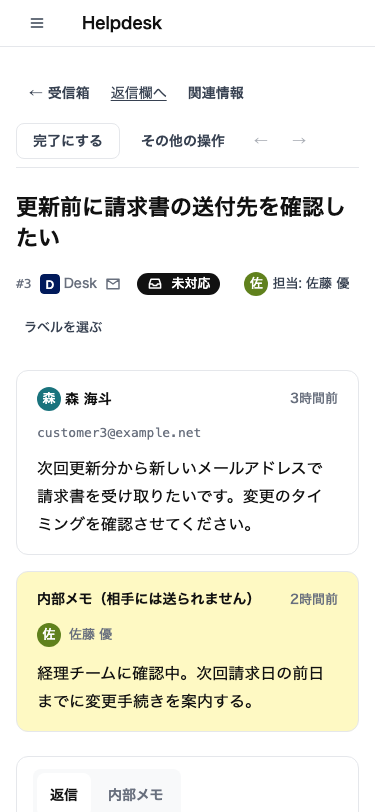 Helpdesk
← 受信箱 返信欄へ 関連情報
完了にする その他の操作 ← →
更新前に請求書の送付先を確認し
たい
#3 D Desk 未対応 佐 担当: 佐藤 優
ラベルを選ぶ
森 森 海斗 3時間前
customer3@example.net
次回更新分から新しいメールアドレスで
請求書を受け取りたいです。変更のタイ
ミングを確認させてください。
内部メモ（相手には送られません） 2時間前
佐 佐藤 優
経理チームに確認中。次回請求日の前日
までに変更手続きを案内する。
返信 内部メモ